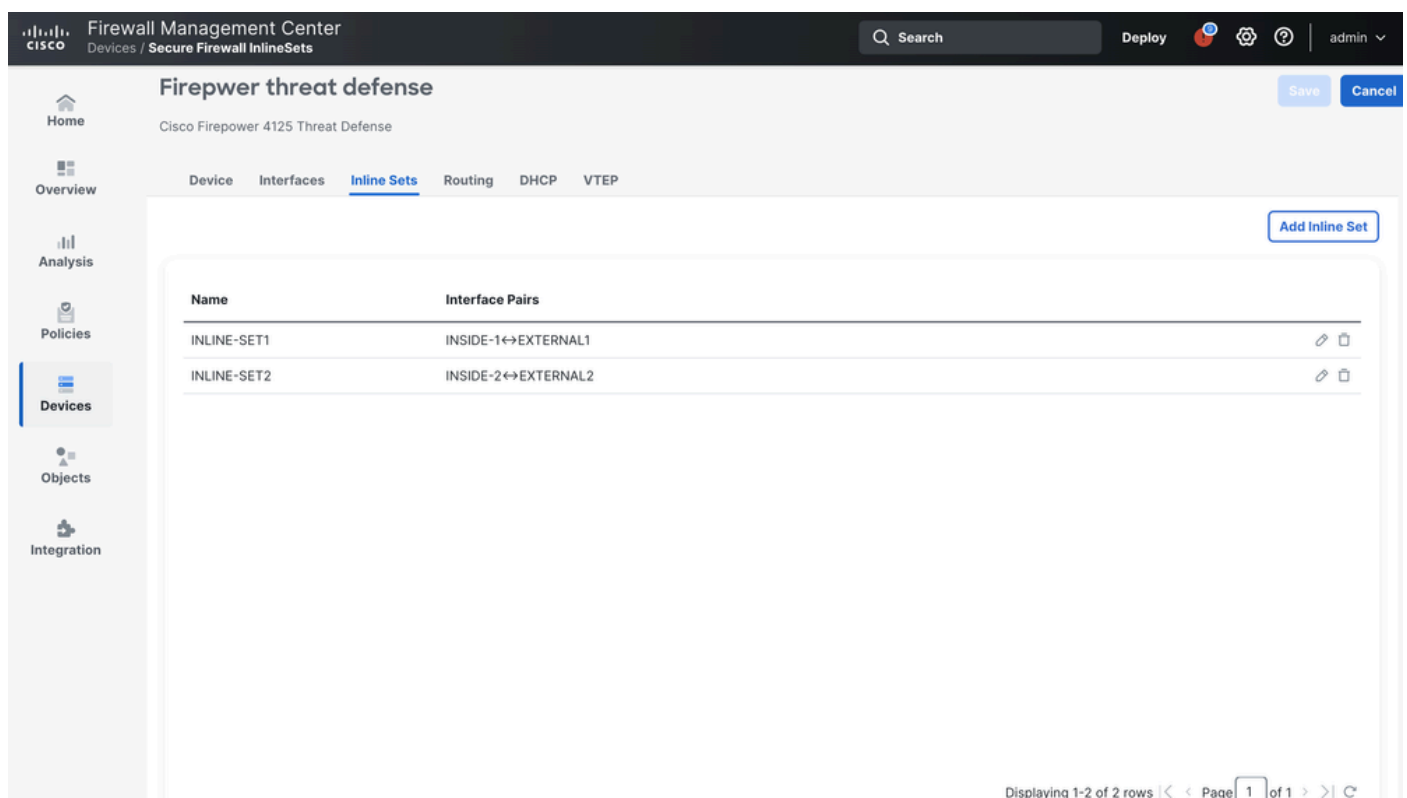 CISCO
Firewall Management Center
Devices / Secure Firewall InlineSets
Search
Deploy
admin
Home
Overview
Analysis
Policies
Devices
Objects
Integration
Firepwer threat defense
Save
Cancel
Cisco Firepower 4125 Threat Defense
Device Interfaces Inline Sets Routing DHCP VTEP
Add Inline Set
Name Interface Pairs
INLINE-SET1 INSIDE-1↔EXTERNAL1
INLINE-SET2 INSIDE-2↔EXTERNAL2
Displaying 1-2 of 2 rows |< < Page 1 of 1 > >|